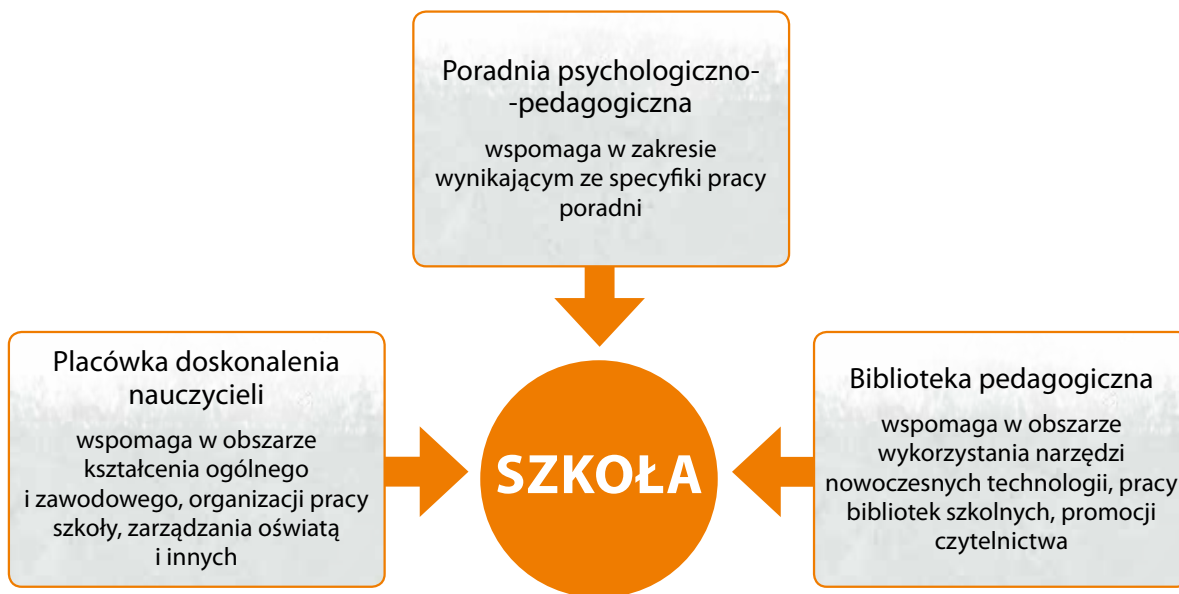 Poradnia psychologiczno-
-pedagogiczna
wspomaga w zakresie
wynikającym ze specyfiki pracy
poradni
Placówka doskonalenia
nauczycieli
wspomaga w obszarze
kształcenia ogólnego
i zawodowego, organizacji pracy
szkoły, zarządzania oświatą
i innych
SZKOŁA
Biblioteka pedagogiczna
wspomaga w obszarze
wykorzystania narzędzi
nowoczesnych technologii, pracy
bibliotek szkolnych, promocji
czytelnictwa